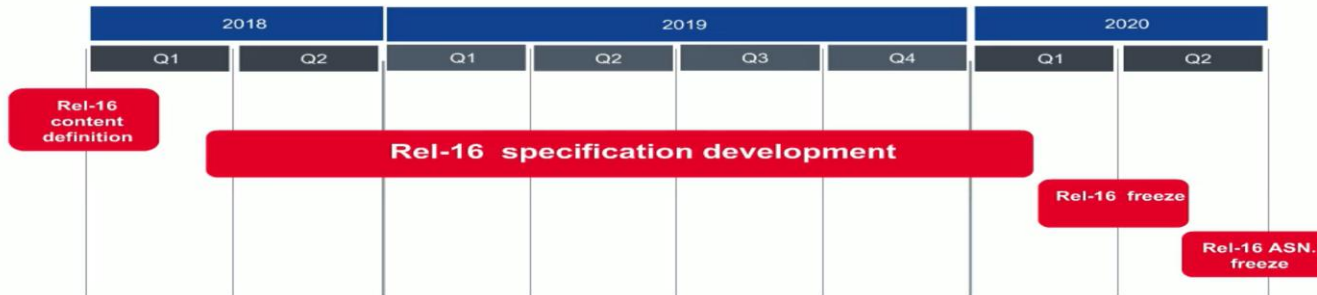 2018 2019 2020
Q1 Q2 Q1 Q2 Q3 Q4 Q1 Q2
Rel-16
content
definition
Rel-16 specification development
Rel-16 freeze
Rel-16 ASN.
freeze